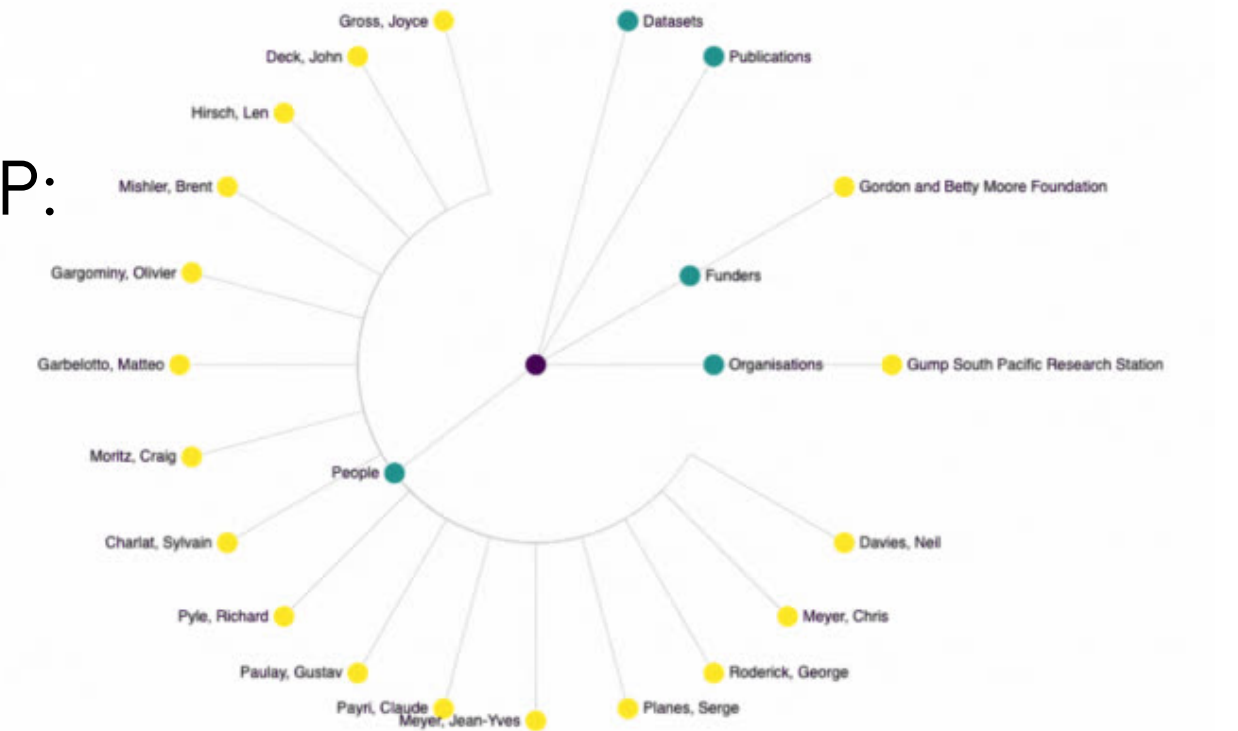 Gross, Joyce
Datasets
Deck, John
Publications
Hirsch, Len
P:
Mishler, Brent
Gordon and Betty Moore Foundation
Gargominy, Olivier
Funders
Garbelotto, Matteo
Organisations
Gump South Pacific Research Station
Moritz, Craig
People
Charlat, Sylvain
Davies, Neil
Pyle, Richard
Meyer, Chris
Paulay, Gustav
Roderick, George
Payri, Claude
Planes, Serge
Meyer, Jean-Yves